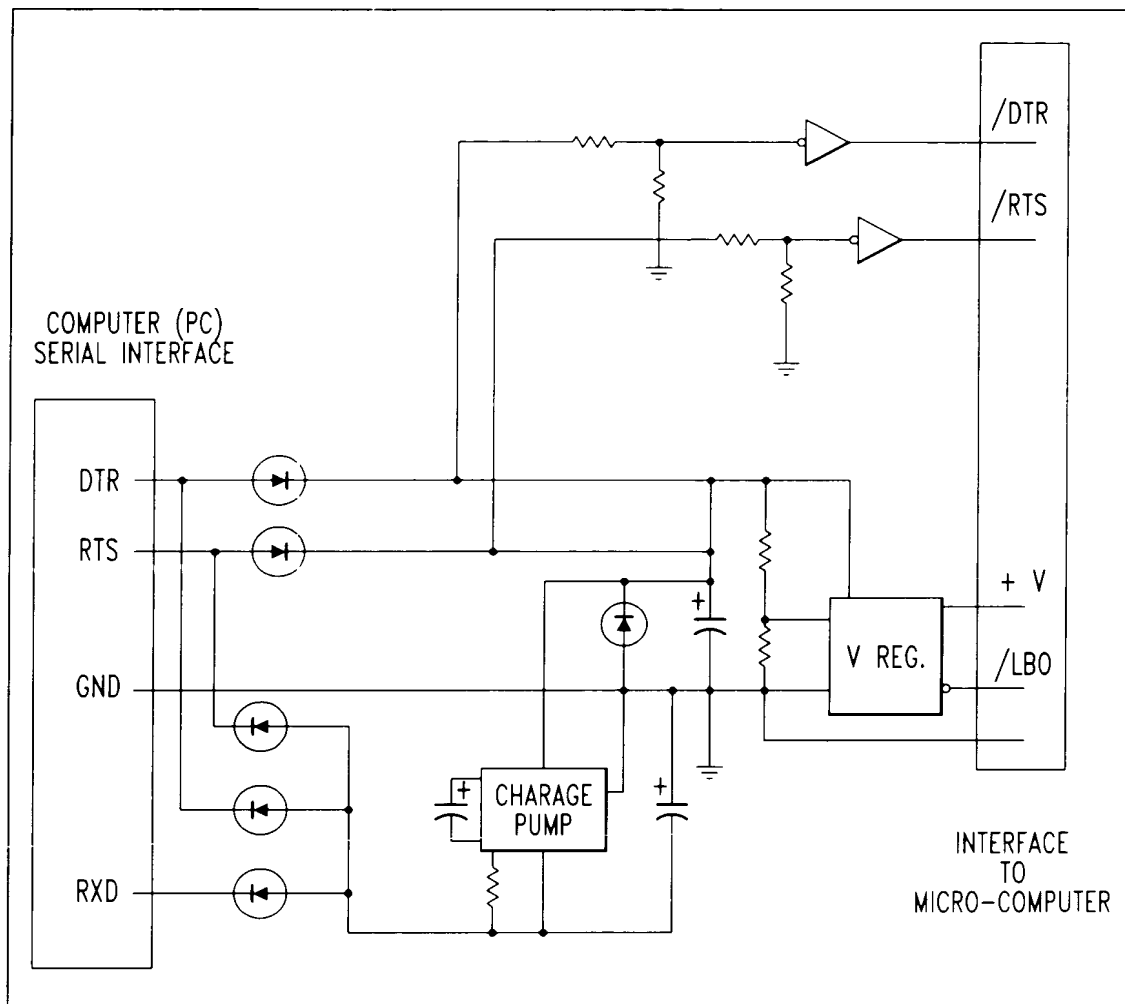 /DTR
/RTS
COMPUTER (PC)
SERIAL INTERFACE
DTR
RTS
GND
RXD
+
+
+
CHARAGE
PUMP
V REG.
+ V
/LBO
INTERFACE
TO
MICRO-COMPUTER